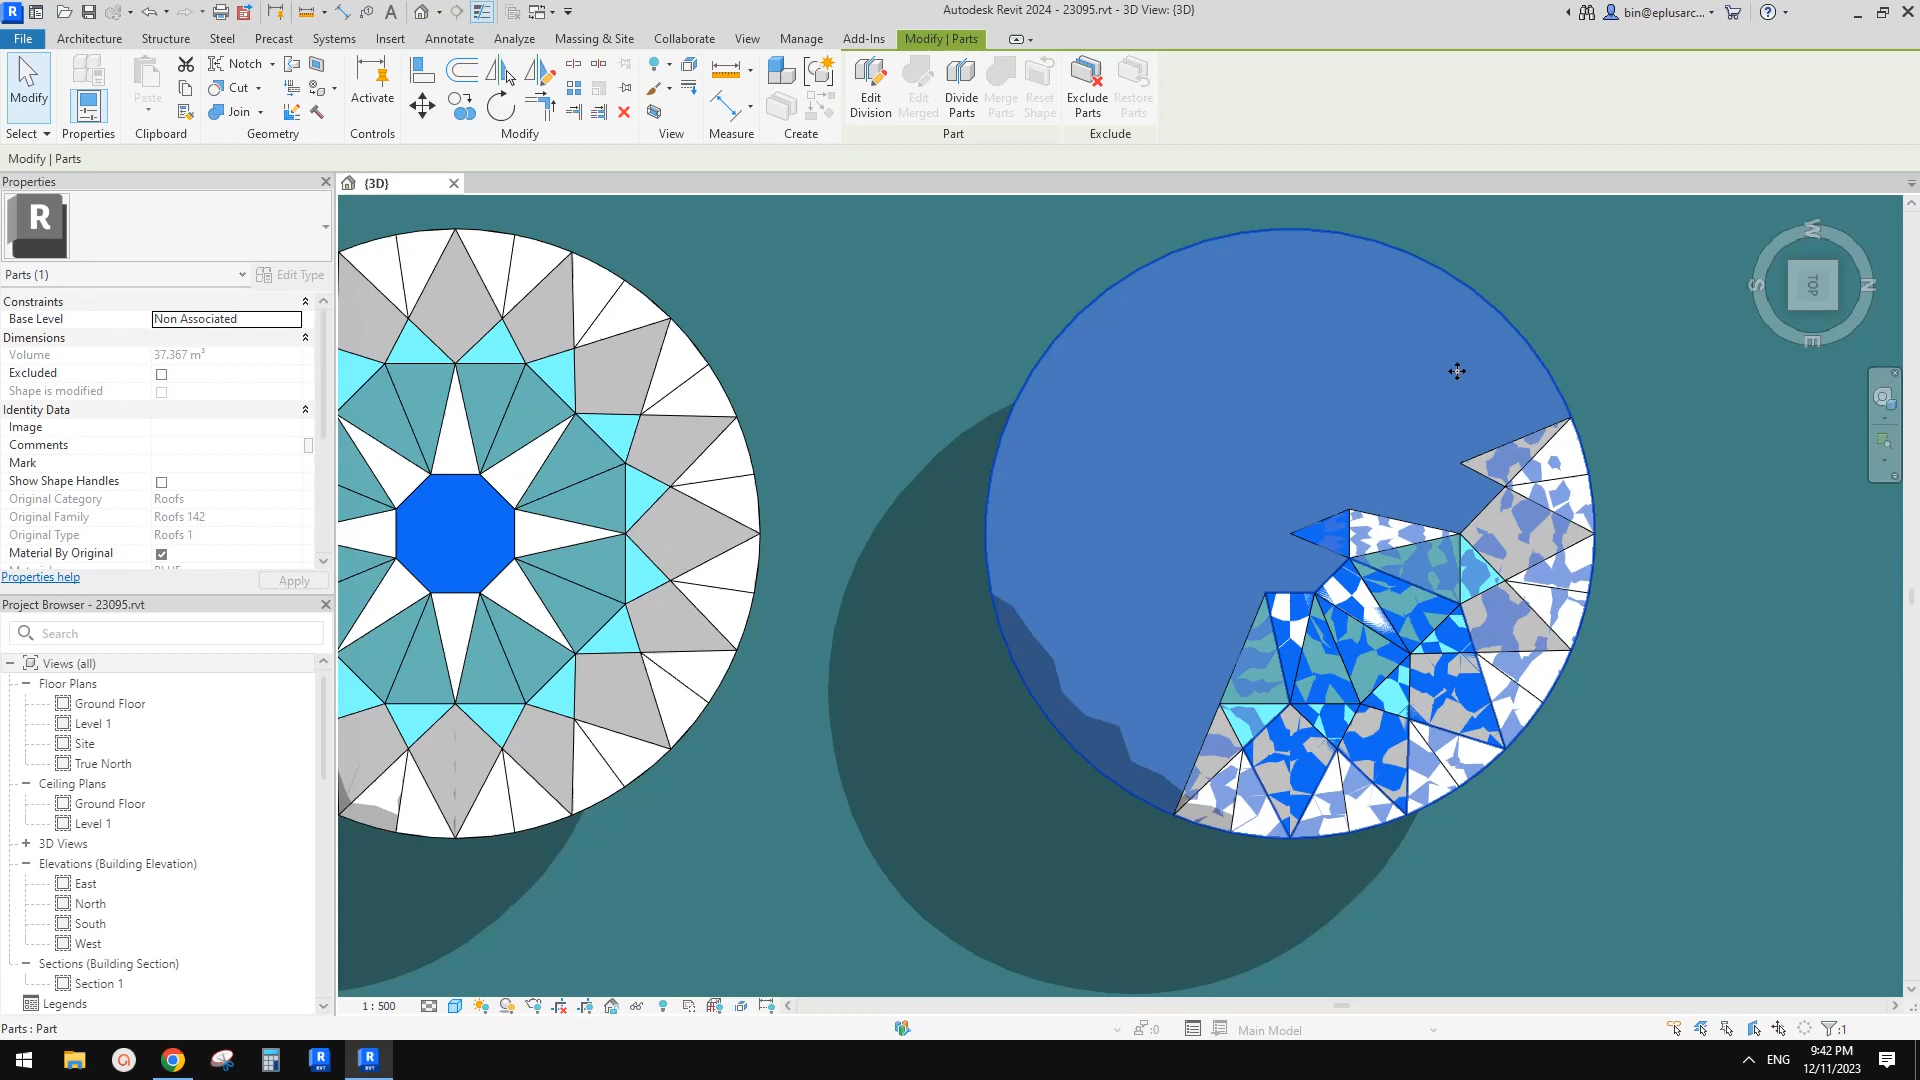 Autodesk Revit 2024 - 23095.rvt - 3D View: {3D}
bin@eplusarc...
File Architecture Structure Steel Precast Systems Insert Annotate Analyze Massing & Site Collaborate View Manage Add-Ins Modify | Parts
Modify
Properties
Paste
Notch
Cut
Join
Activate
Edit Division
Edit Merged
Divide Parts
Merge Parts
Reset Shape
Exclude Parts
Restore Parts
Select Properties Clipboard Geometry Controls Modify View Measure Create Part Exclude
Modify | Parts
Properties
{3D}
R
Parts (1)
Edit Type
Constraints
Base Level Non Associated
Dimensions
Volume 37.367 m³
Excluded
Shape is modified
Identity Data
Image
Comments
Mark
Show Shape Handles
Original Category Roofs
Original Family Roofs 142
Original Type Roofs 1
Material By Original
Properties help
Apply
Project Browser - 23095.rvt
Search
Views (all)
Floor Plans
Ground Floor
Level 1
Site
True North
Ceiling Plans
Ground Floor
Level 1
3D Views
Elevations (Building Elevation)
East
North
South
West
Sections (Building Section)
Section 1
Legends
W
S
TOP
N
E
1 : 500
Parts : Part
:0
Main Model
:1
ENG
9:42 PM
12/11/2023